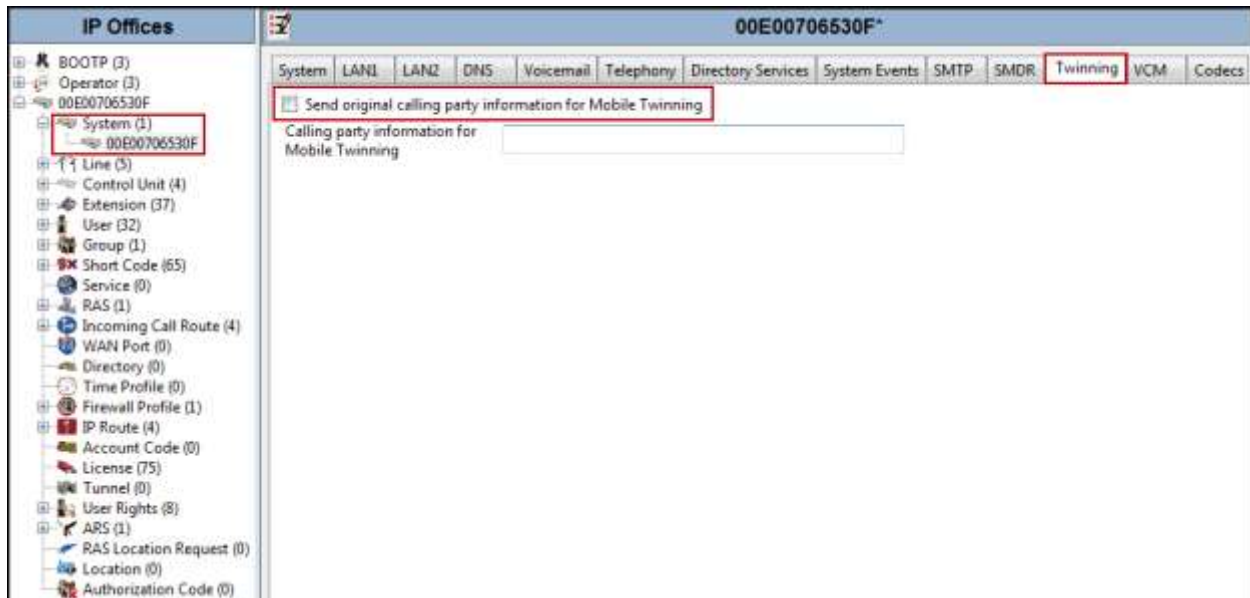 IP Offices
BOOTP (3)
Operator (3)
00E00706530F
System (1)
00E00706530F
Line (5)
Control Unit (4)
Extension (37)
User (32)
Group (1)
Short Code (65)
Service (0)
RAS (1)
Incoming Call Route (4)
WAN Port (0)
Directory (0)
Time Profile (0)
Firewall Profile (1)
IP Route (4)
Account Code (0)
License (75)
Tunnel (0)
User Rights (8)
ARS (1)
RAS Location Request (0)
Location (0)
Authorization Code (0)
00E00706530F*
System LAN1 LAN2 DNS Voicemail Telephony Directory Services System Events SMTP SMDR Twinning VCM Codecs
Send original calling party information for Mobile Twinning
Calling party information for
Mobile Twinning